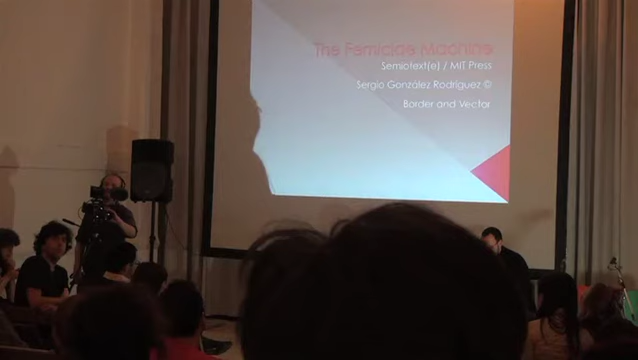 The Femicide Machine
Semiotext(e) / MIT Press
Sergio González Rodríguez ©
Border and Vector